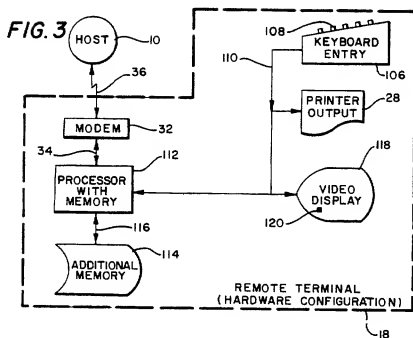 FIG. 3
HOST
10
36
MODEM
32
34
112
PROCESSOR
WITH
MEMORY
116
114
ADDITIONAL
MEMORY
108
KEYBOARD
ENTRY
106
110
PRINTER
OUTPUT
28
118
VIDEO
DISPLAY
120
REMOTE TERMINAL
(HARDWARE CONFIGURATION)
18